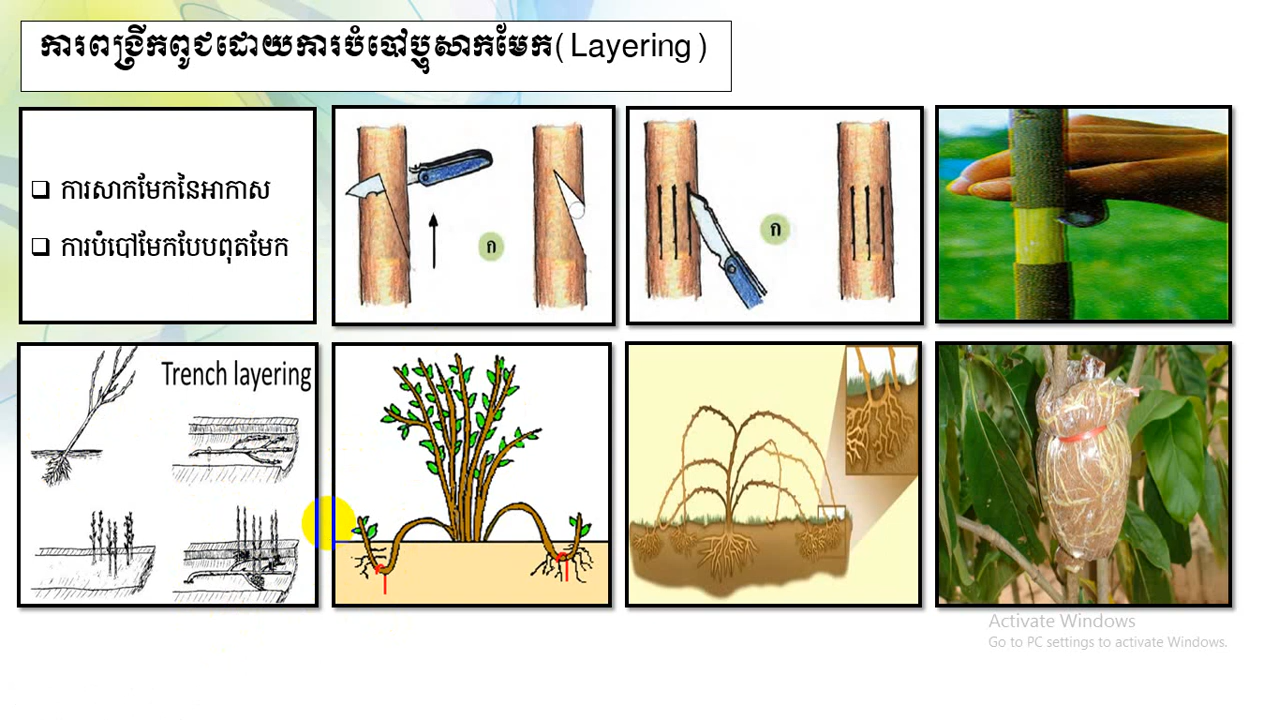 ការពង្រីកពូជដោយការបំបៅឬសាកមែក( Layering )
ការសាកមែកនៃអាកាស
ការបំបៅមែកបែបពុតមែក
ក
ក
Trench layering
Activate Windows
Go to PC settings to activate Windows.